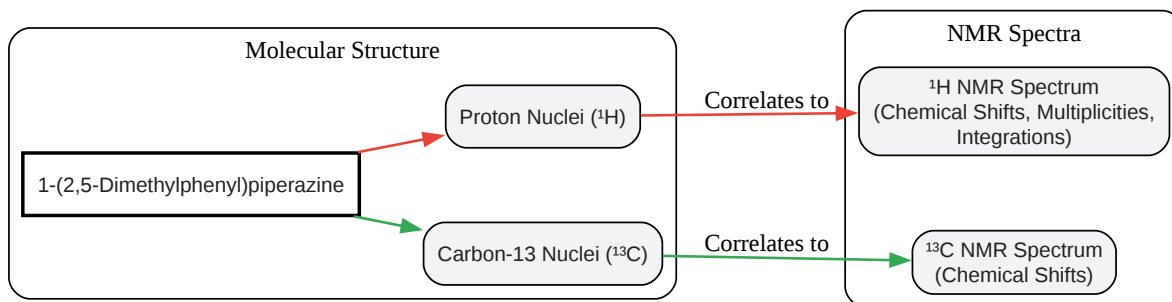 Molecular Structure
1-(2,5-Dimethylphenyl)piperazine
Proton Nuclei (¹H)
Carbon-13 Nuclei (¹³C)
Correlates to
Correlates to
NMR Spectra
¹H NMR Spectrum
(Chemical Shifts, Multiplicities,
Integrations)
¹³C NMR Spectrum
(Chemical Shifts)